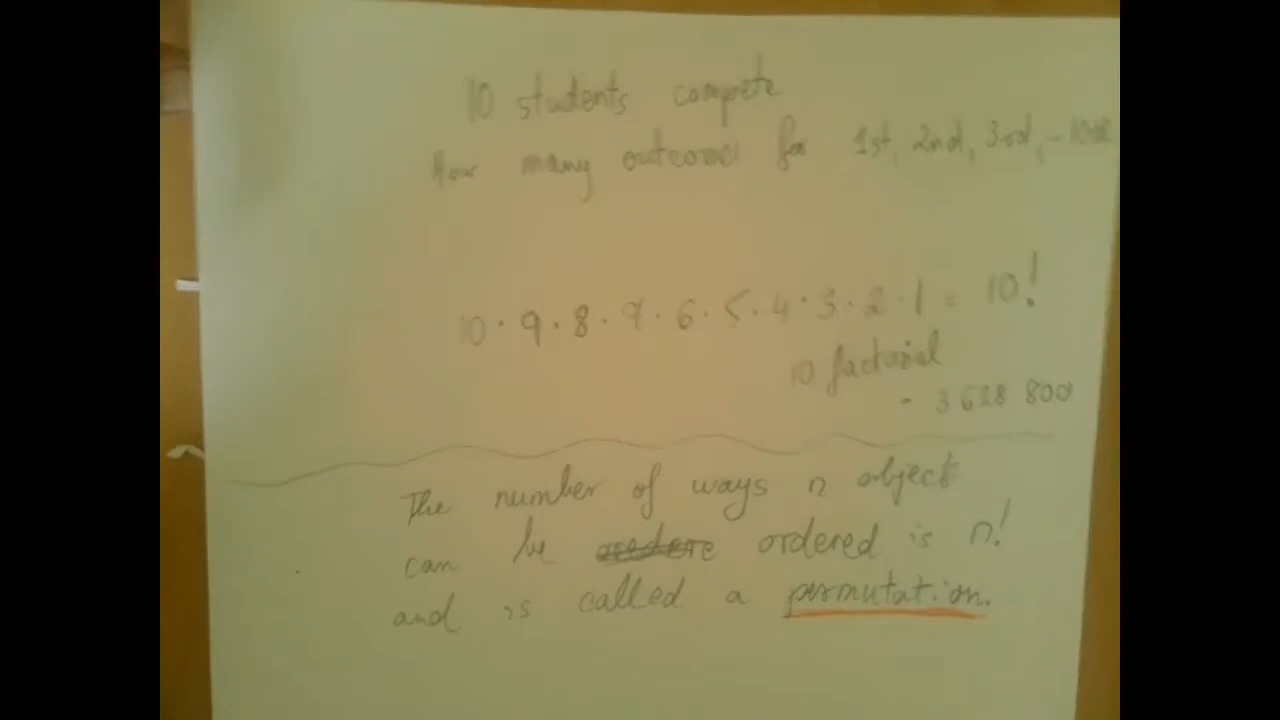 10 students compete
How many outcomes for 1st, 2nd, 3rd, - 10th
10 · 9 · 8 · 7 · 6 · 5 · 4 · 3 · 2 · 1 = 10!
10 factorial
= 3 628 800
The number of ways n object
can be ordered is n!
and is called a permutation.